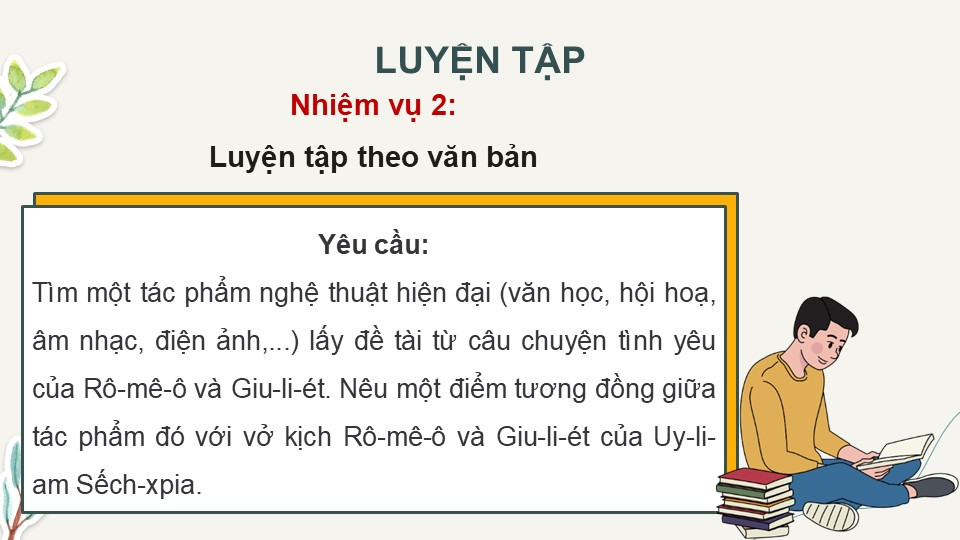 LUYỆN TẬP
Nhiệm vụ 2:
Luyện tập theo văn bản
Yêu cầu:
Tìm một tác phẩm nghệ thuật hiện đại (văn học, hội hoạ,
âm nhạc, điện ảnh,...) lấy đề tài từ câu chuyện tình yêu
của Rô-mê-ô và Giu-li-ét. Nêu một điểm tương đồng giữa
tác phẩm đó với vở kịch Rô-mê-ô và Giu-li-ét của Uy-li-
am Sếch-xpia.